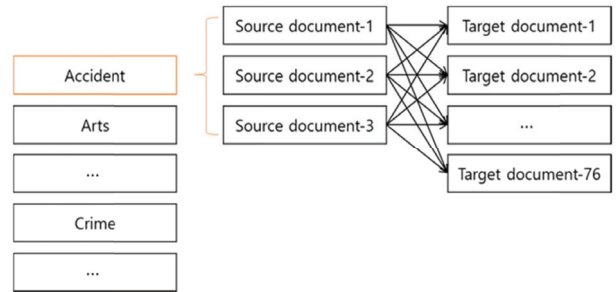 Accident
Arts
...
Crime
...
Source document-1
Source document-2
Source document-3
Target document-1
Target document-2
...
Target document-76